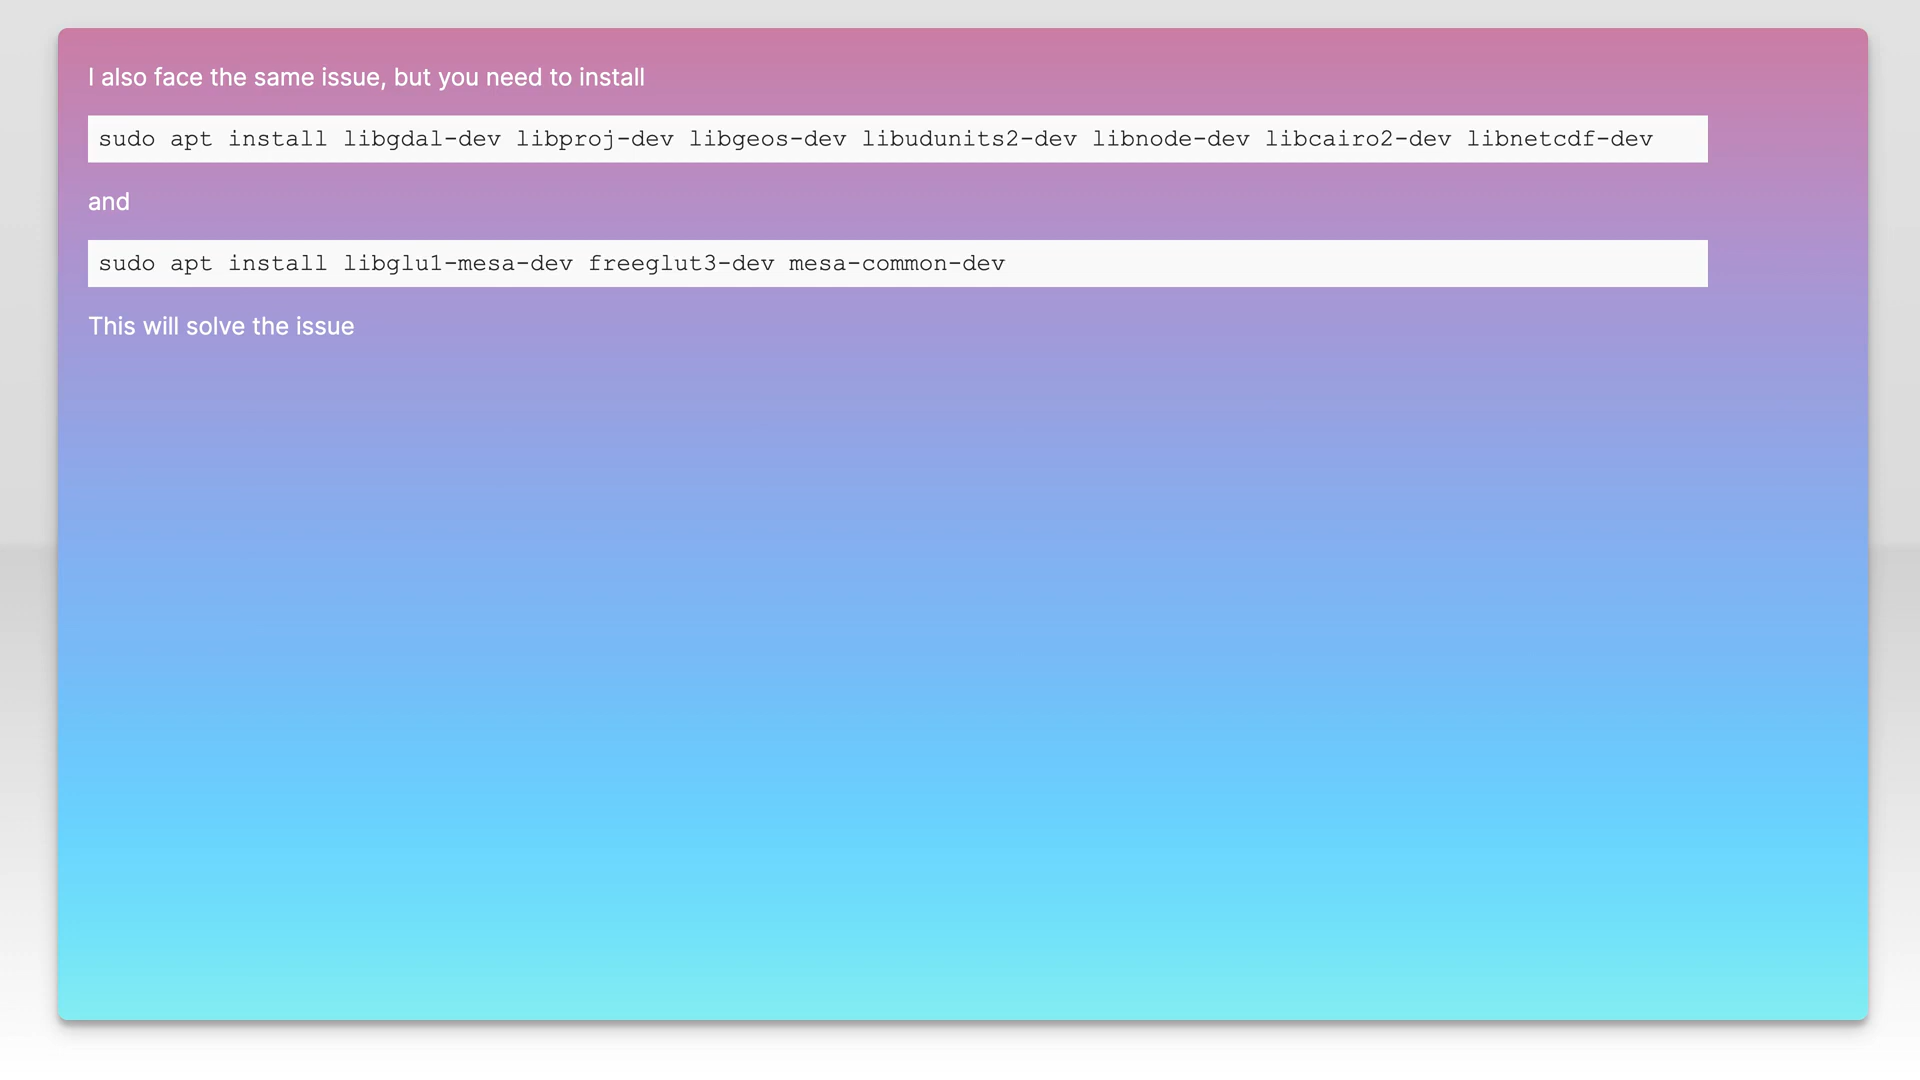 I also face the same issue, but you need to install
sudo apt install libgdal-dev libproj-dev libgeos-dev libudunits2-dev libnode-dev libcairo2-dev libnetcdf-dev
and
sudo apt install libglu1-mesa-dev freeglut3-dev mesa-common-dev
This will solve the issue